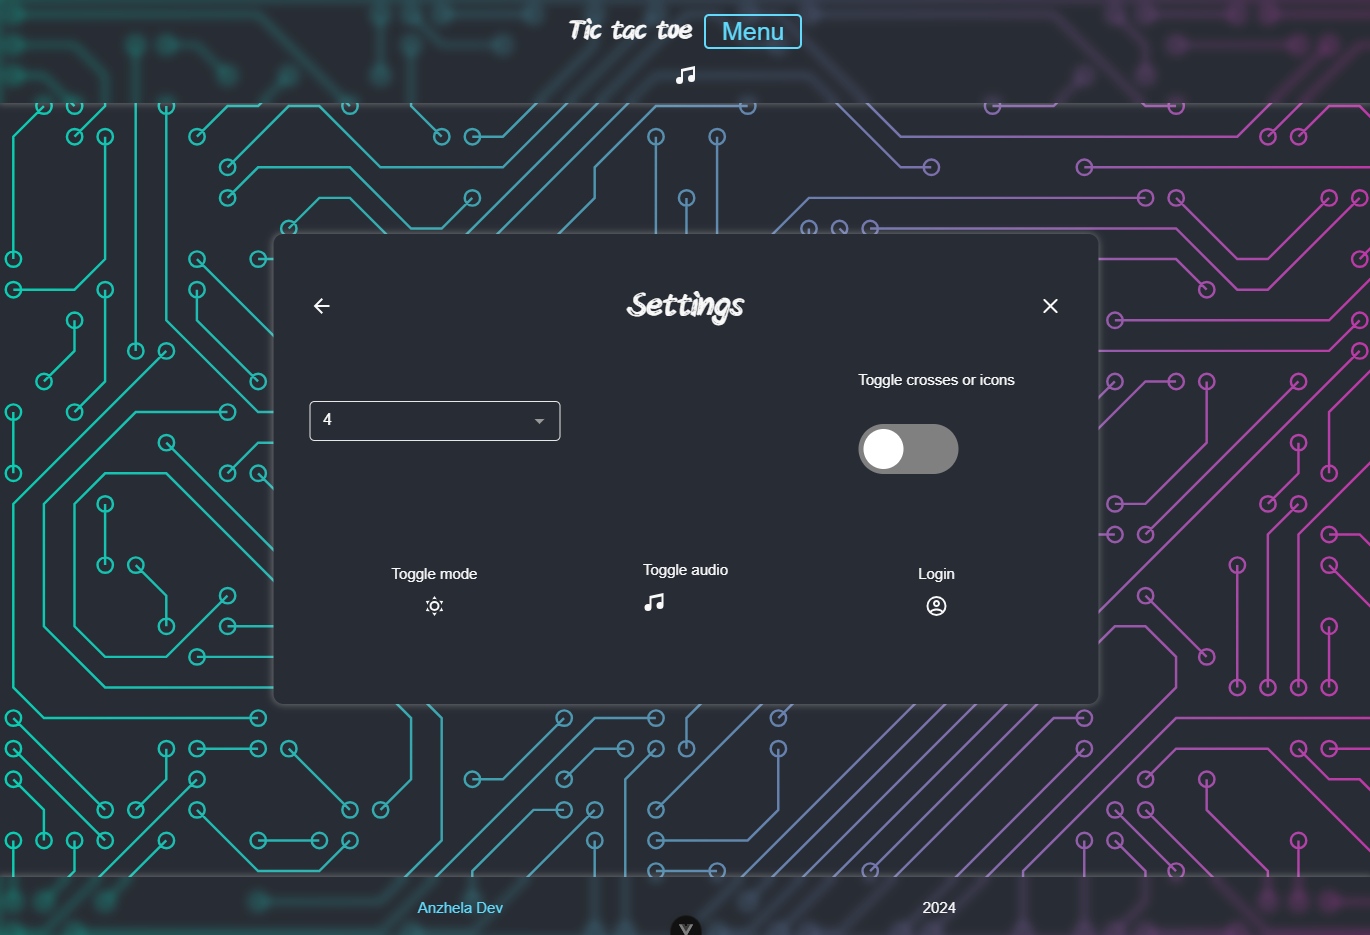 Tic tac toe Menu
Settings
Toggle crosses or icons
4
Toggle mode
Toggle audio
Login
Anzhela Dev
2024